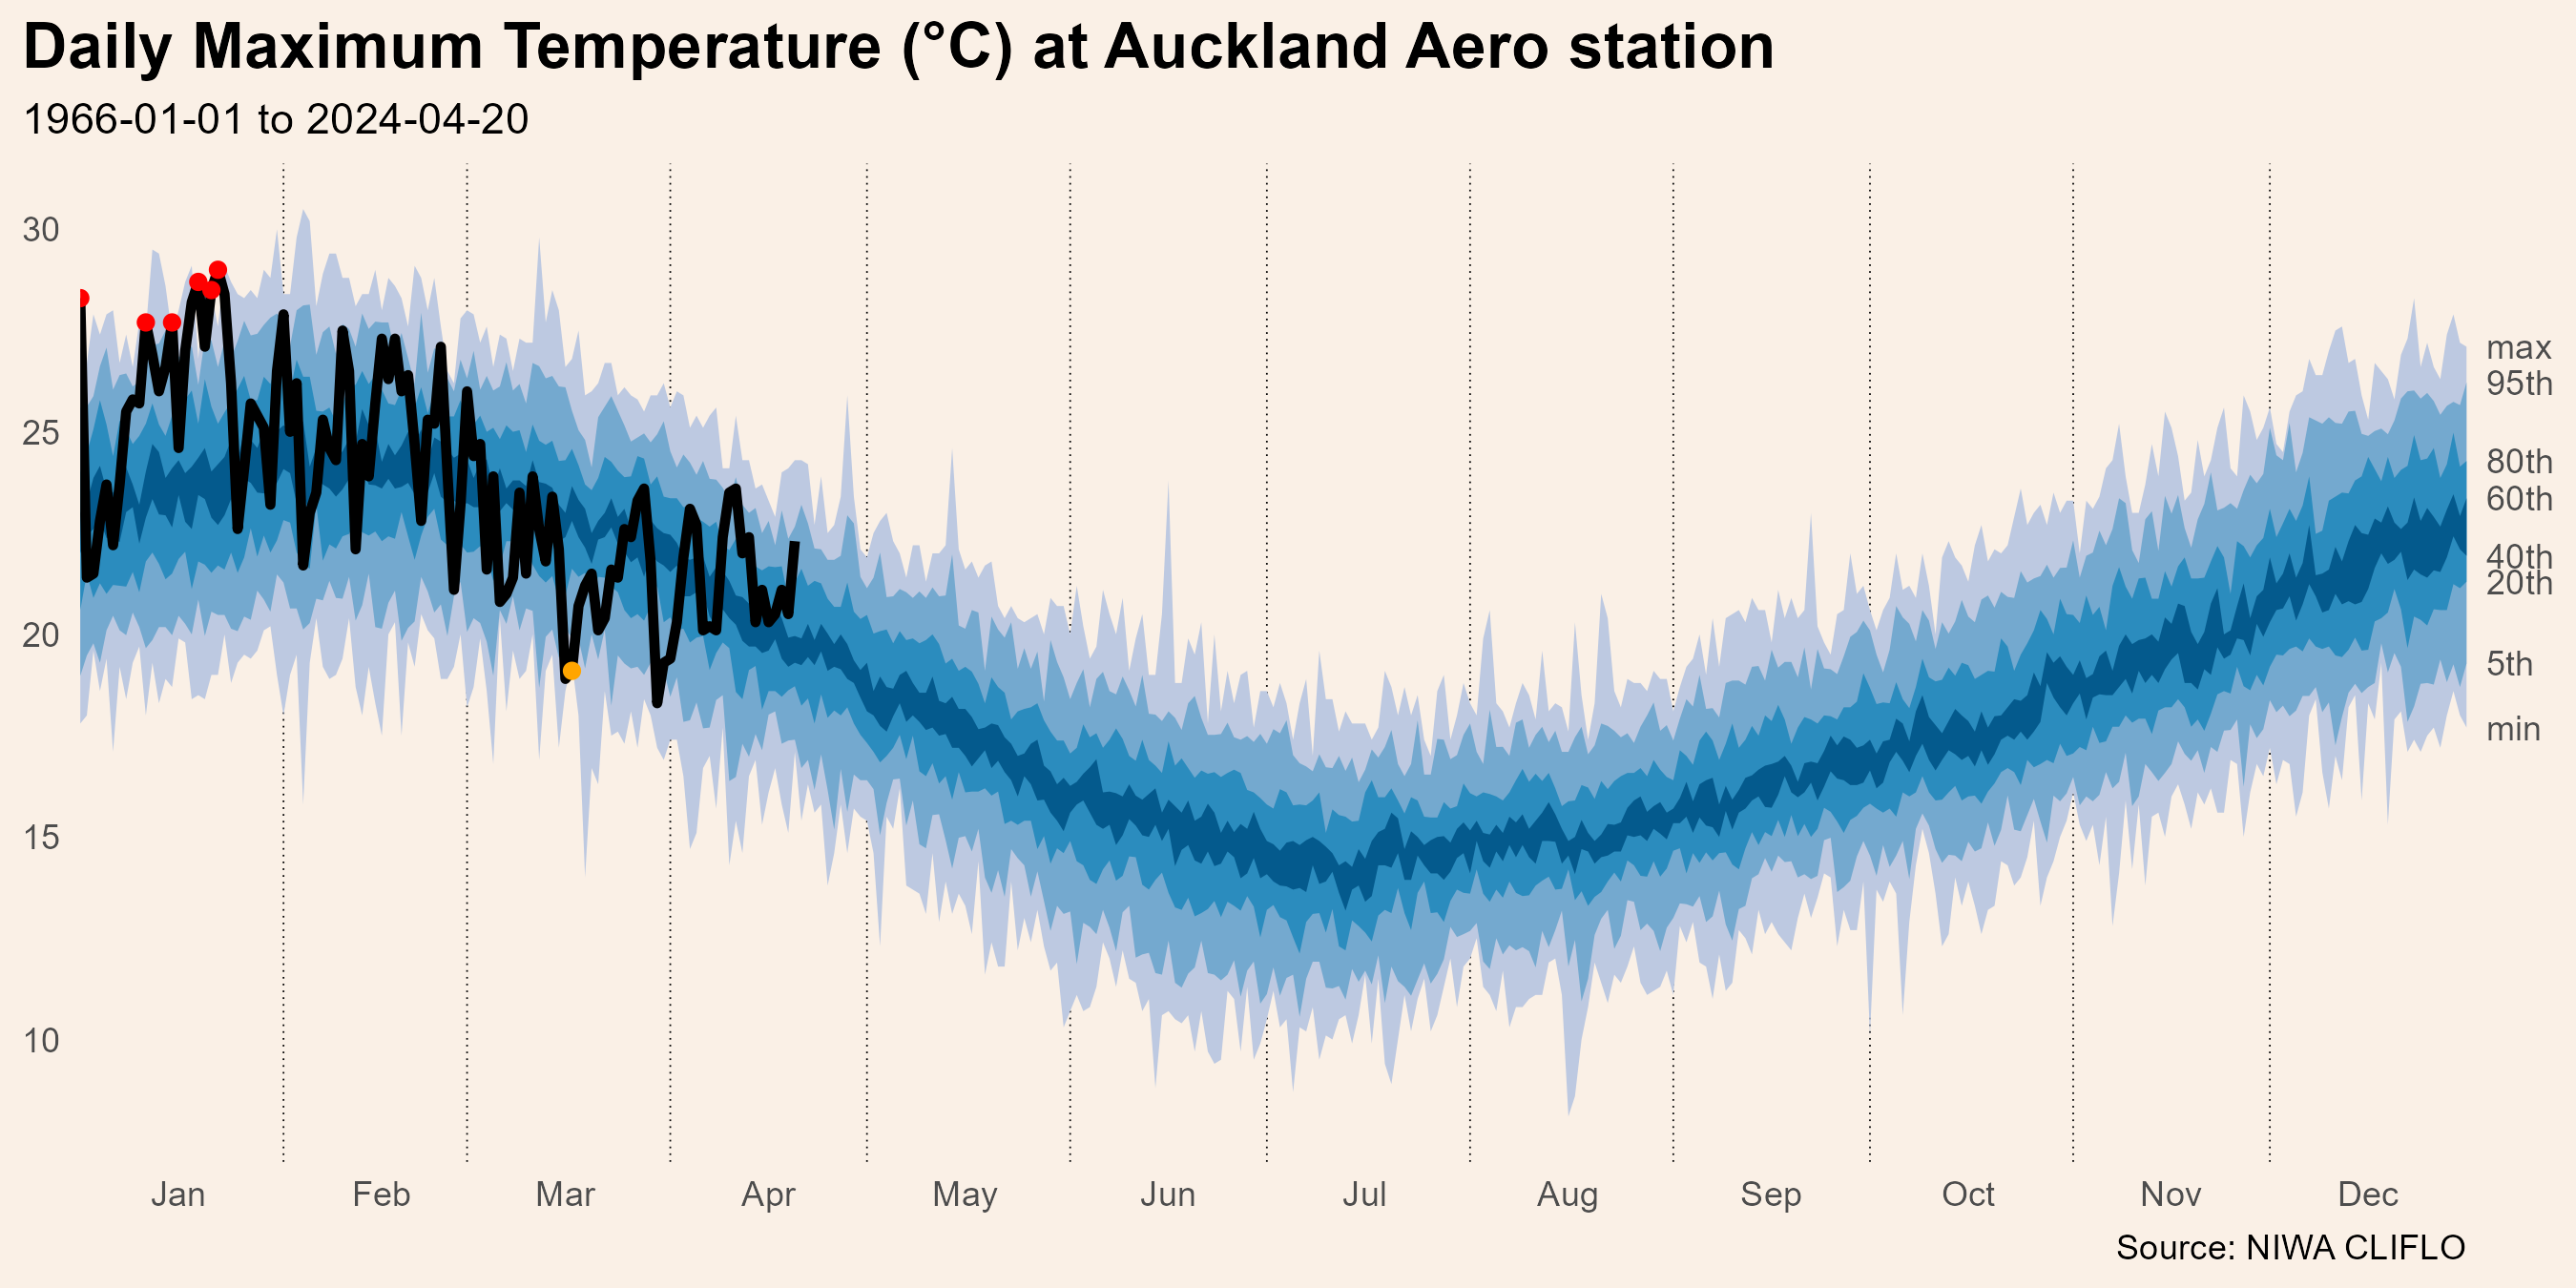 Daily Maximum Temperature (°C) at Auckland Aero station
1966-01-01 to 2024-04-20
30
25
20
15
10
max
95th
80th
60th
40th
20th
5th
min
Jan Feb Mar Apr May Jun Jul Aug Sep Oct Nov Dec
Source: NIWA CLIFLO